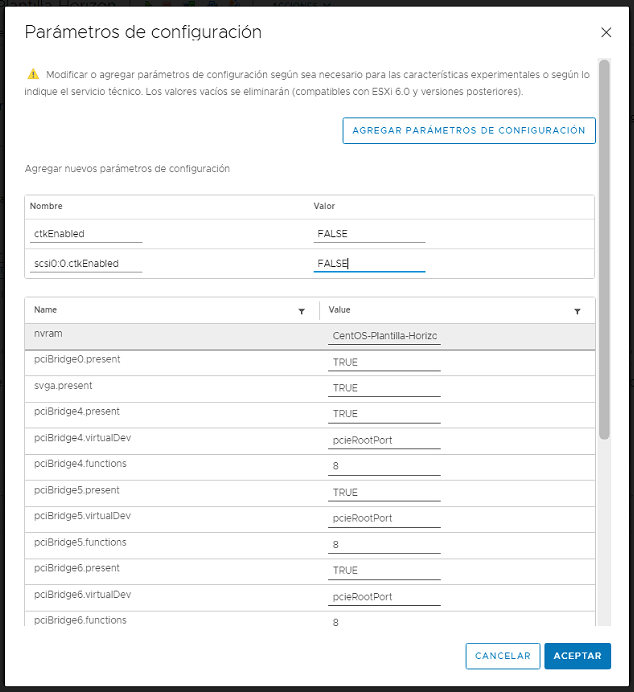 Parámetros de configuración
Modificar o agregar parámetros de configuración según sea necesario para las características experimentales o según lo
indique el servicio técnico. Los valores vacíos se eliminarán (compatibles con ESXi 6.0 y versiones posteriores).
AGREGAR PARÁMETROS DE CONFIGURACIÓN
Agregar nuevos parámetros de configuración
Nombre Valor
ctkEnabled FALSE
scsi0:0.ctkEnabled FALSE
Name Value
nvram CentOS-Plantilla-Horizo
pciBridge0.present TRUE
svga.present TRUE
pciBridge4.present TRUE
pciBridge4.virtualDev pcieRootPort
pciBridge4.functions 8
pciBridge5.present TRUE
pciBridge5.virtualDev pcieRootPort
pciBridge5.functions 8
pciBridge6.present TRUE
pciBridge6.virtualDev pcieRootPort
pciBridge6.functions 8
CANCELAR ACEPTAR